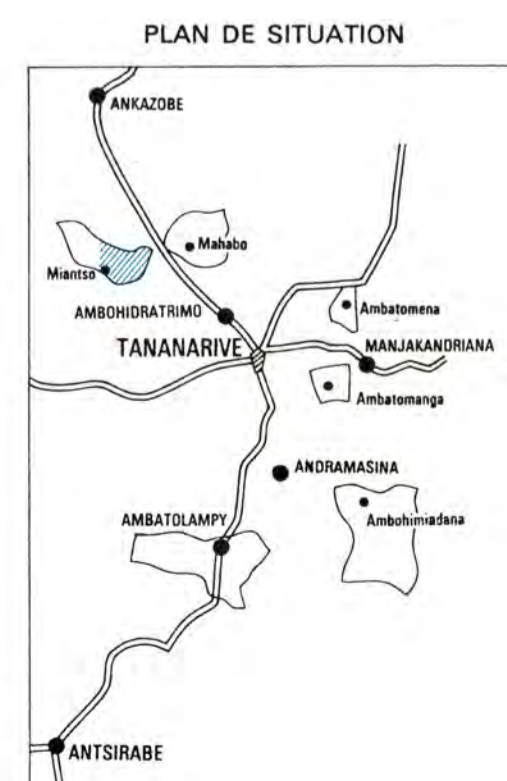 PLAN DE SITUATION
ANKAZOBE
Mahabo
Miantso
AMBOHIDRATRIMO
Ambatomena
TANANARIVE
MANJAKANDRIANA
Ambatomanga
ANDRAMASINA
Ambohimiadana
AMBATOLAMPY
ANTSIRABE